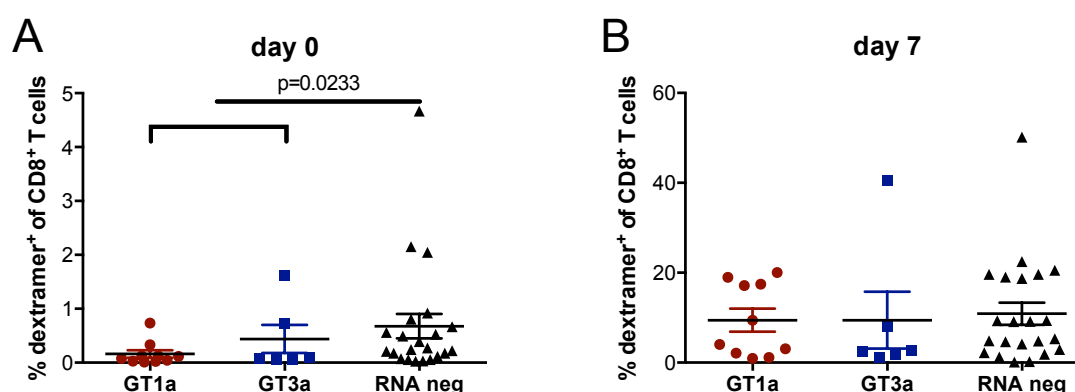 A
day 0
p=0.0233
% dextramer⁺ of CD8⁺ T cells
5
4
3
2
1
0
GT1a GT3a RNA neg
B
day 7
% dextramer⁺ of CD8⁺ T cells
60
40
20
0
GT1a GT3a RNA neg